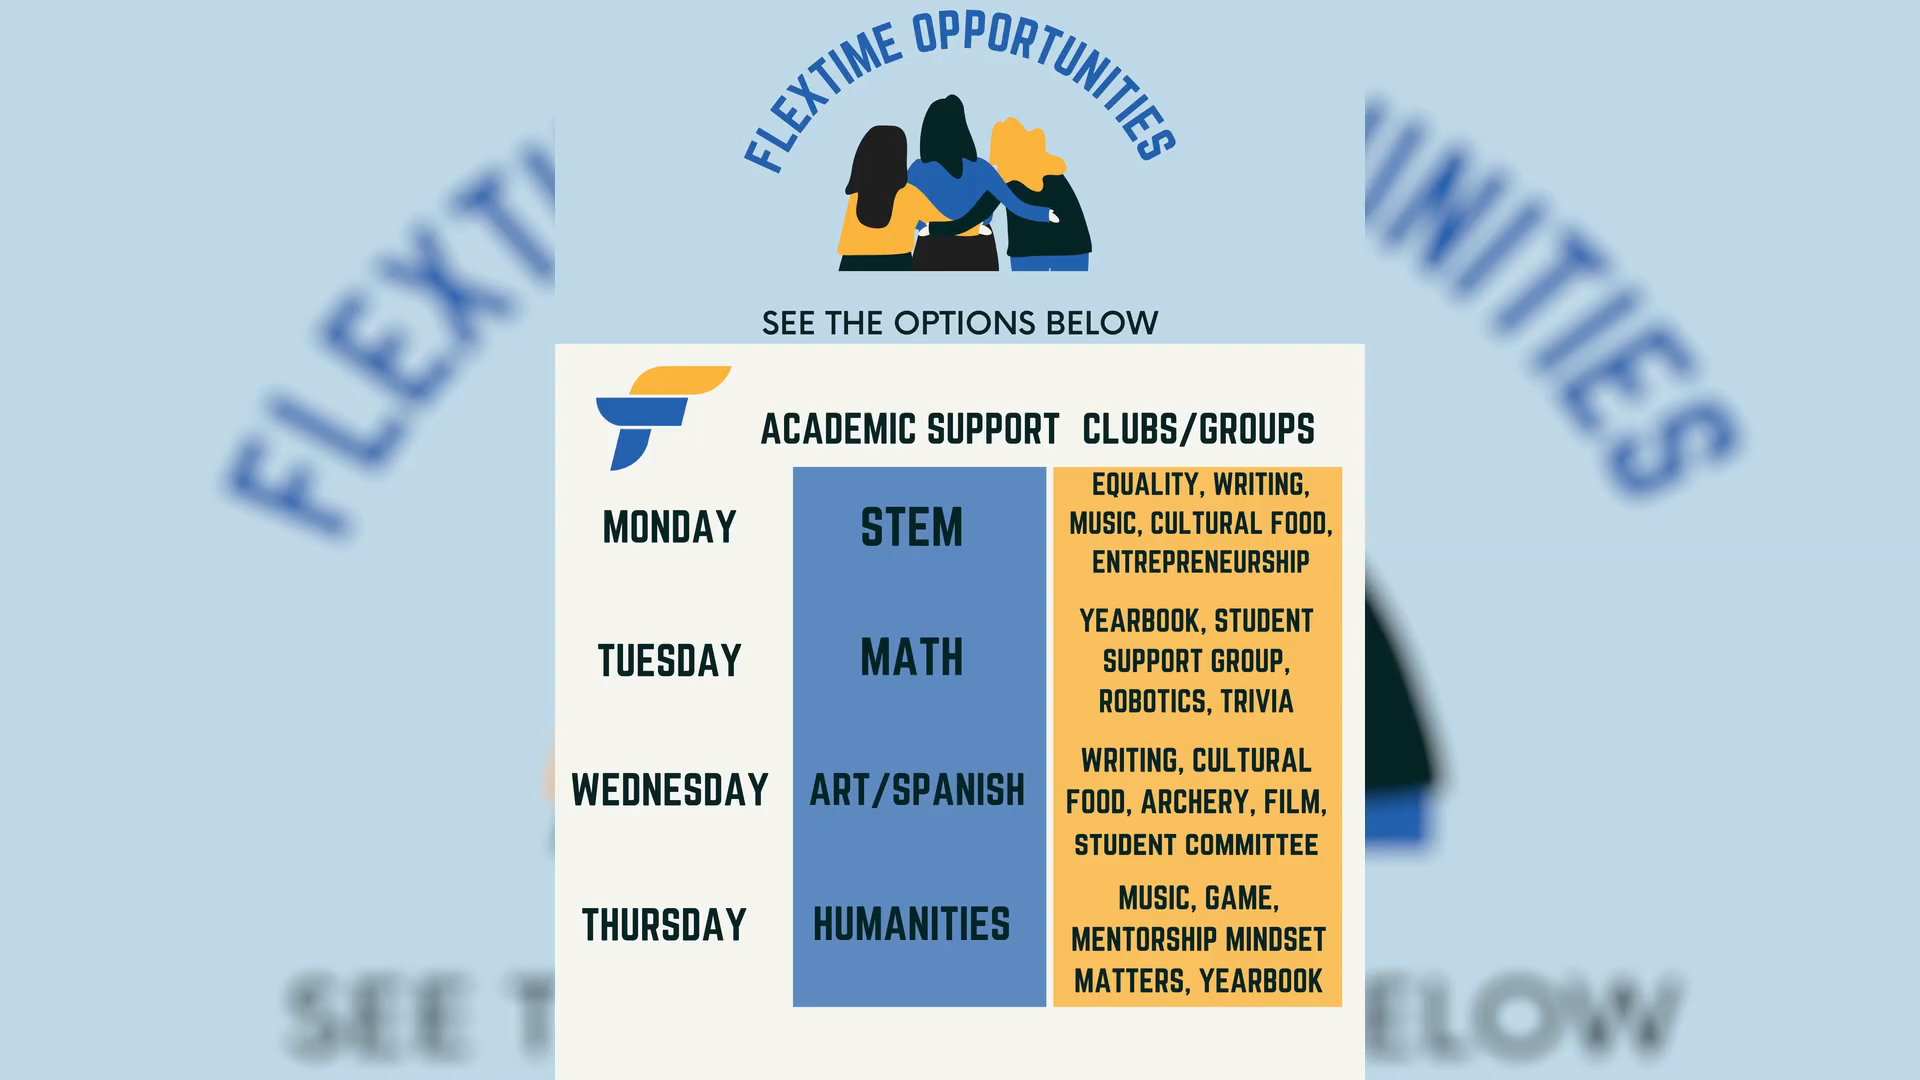 FLEXTIME OPPORTUNITIES
SEE THE OPTIONS BELOW
ACADEMIC SUPPORT CLUBS/GROUPS
MONDAY
STEM
EQUALITY, WRITING,
MUSIC, CULTURAL FOOD,
ENTREPRENEURSHIP
TUESDAY
MATH
YEARBOOK, STUDENT
SUPPORT GROUP,
ROBOTICS, TRIVIA
WEDNESDAY
ART/SPANISH
WRITING, CULTURAL
FOOD, ARCHERY, FILM,
STUDENT COMMITTEE
THURSDAY
HUMANITIES
MUSIC, GAME,
MENTORSHIP MINDSET
MATTERS, YEARBOOK